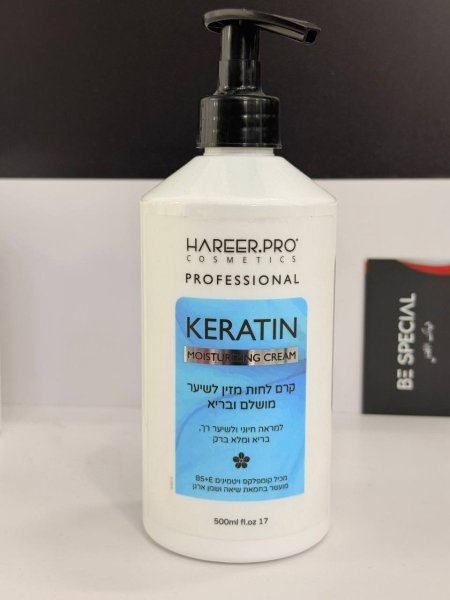 HAREER.PRO®
COSMETICS
PROFESSIONAL
KERATIN
MOISTURIZING CREAM
קרם לחות מזין לשיער
מושלם ובריא
למראה חיוני ולשיער רך,
בריא ומלא ברק
מכיל קומפלקס ויטמינים B5+E
מועשר בחמאת שיאה ושמן ארגן
500ml fl.oz 17
BE SPECIAL